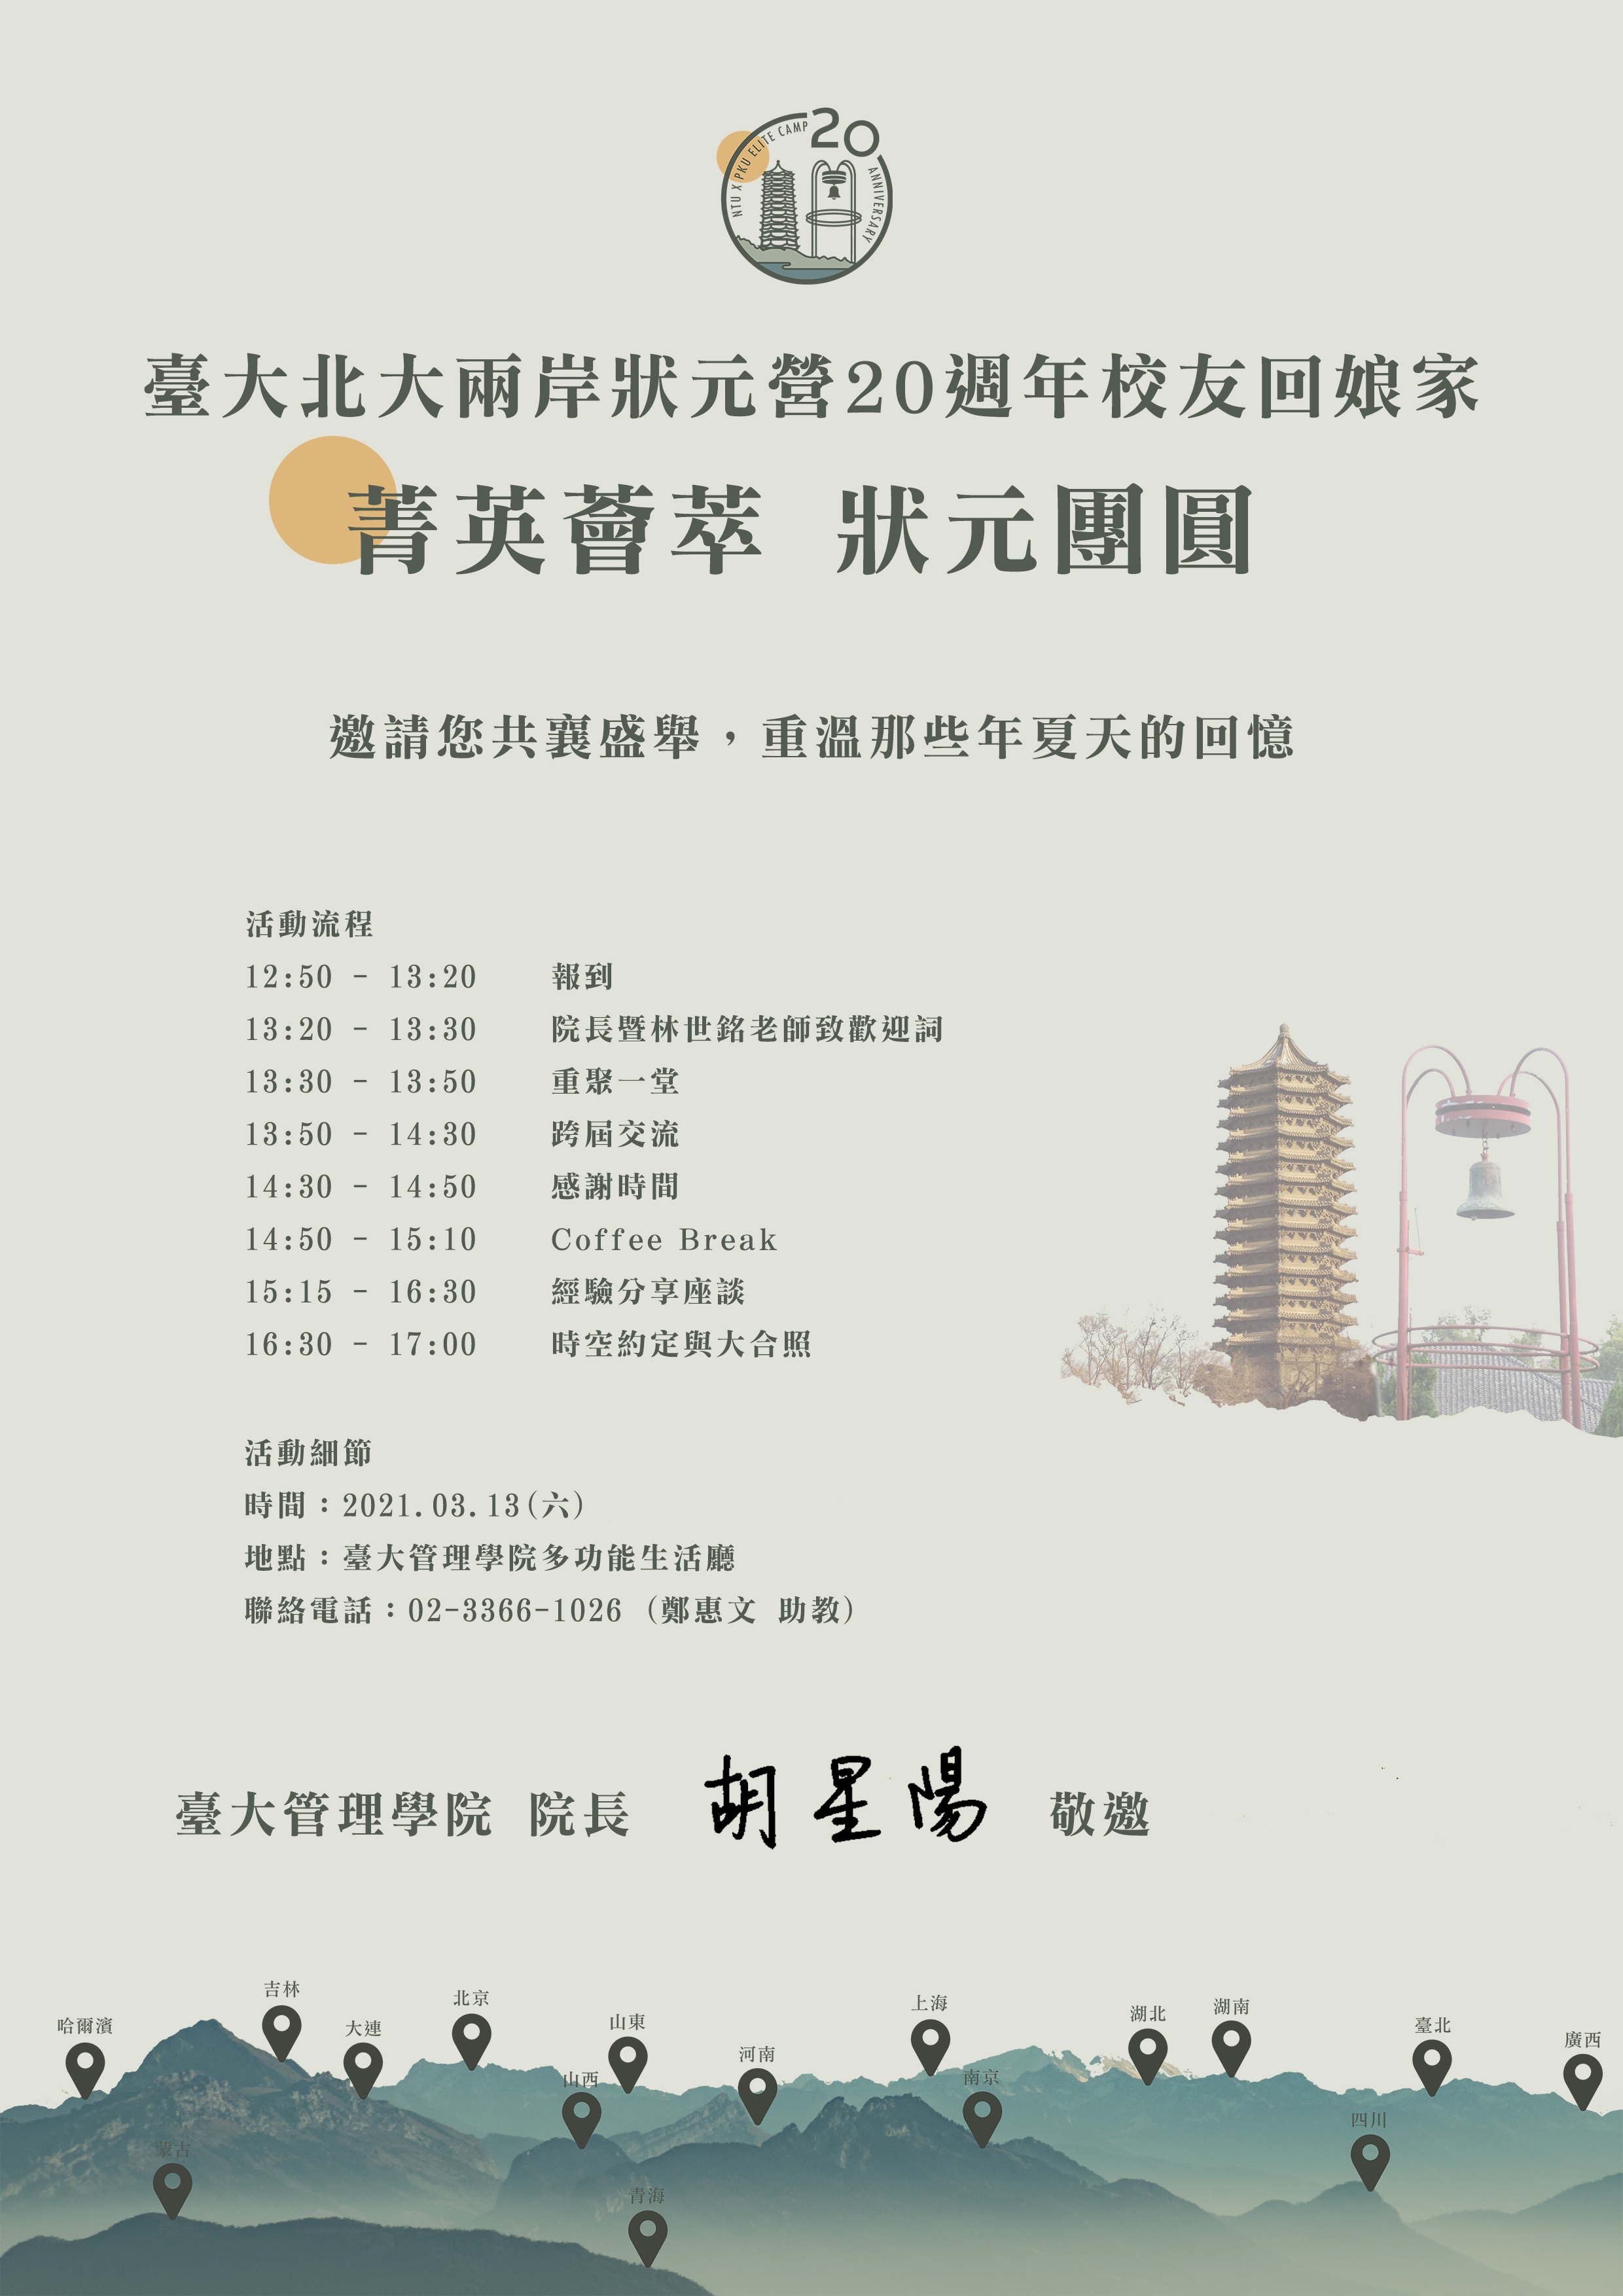 NTU X PKU ELITE CAMP 20 ANNIVERSARY
臺大北大兩岸狀元營20週年校友回娘家
菁英薈萃 狀元團圓
邀請您共襄盛舉，重溫那些年夏天的回憶
活動流程
12:50 - 13:20 報到
13:20 - 13:30 院長暨林世銘老師致歡迎詞
13:30 - 13:50 重聚一堂
13:50 - 14:30 跨屆交流
14:30 - 14:50 感謝時間
14:50 - 15:10 Coffee Break
15:15 - 16:30 經驗分享座談
16:30 - 17:00 時空約定與大合照
活動細節
時間：2021.03.13(六)
地點：臺大管理學院多功能生活廳
聯絡電話：02-3366-1026 (鄭惠文 助教)
臺大管理學院 院長 胡星陽 敬邀
哈爾濱
吉林
大連
北京
山東
山西
河南
上海
南京
湖北
湖南
臺北
廣西
四川
蒙古
青海